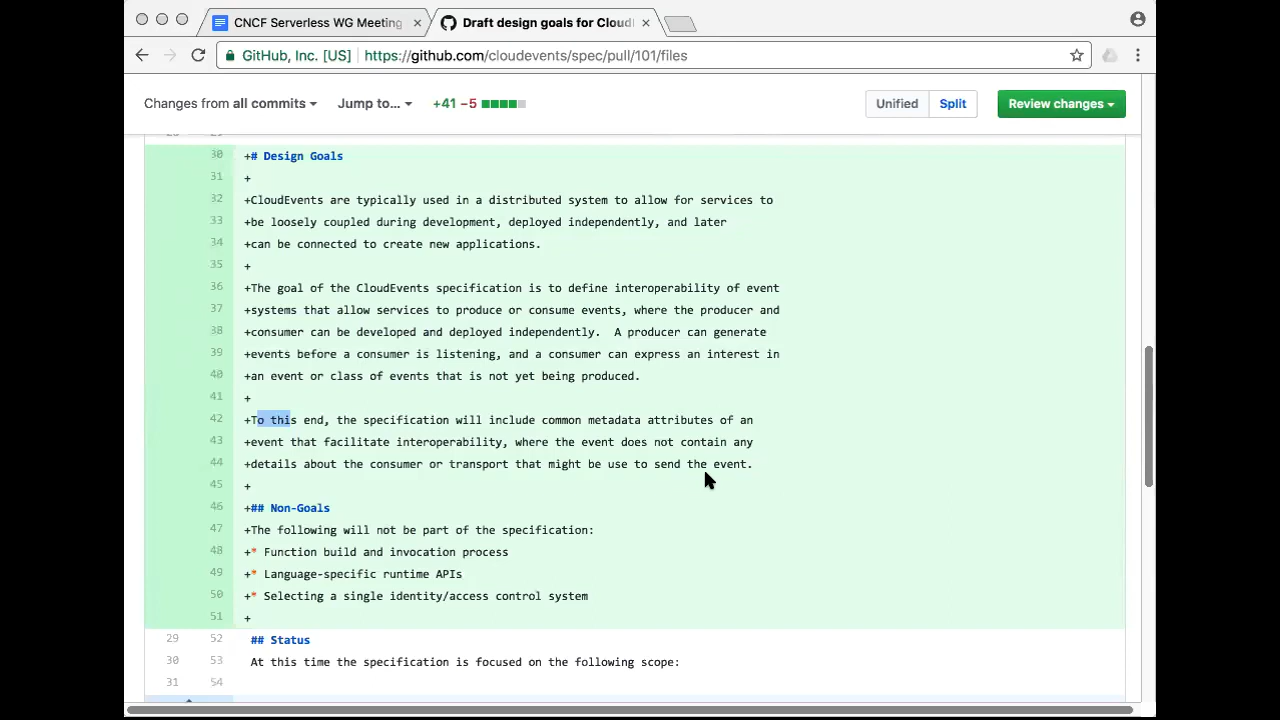 CNCF Serverless WG Meeting
Draft design goals for Cloud
GitHub, Inc. [US] https://github.com/cloudevents/spec/pull/101/files
Changes from all commits Jump to... +41 −5 Unified Split Review changes
30 +# Design Goals
31 +
32 +CloudEvents are typically used in a distributed system to allow for services to
33 +be loosely coupled during development, deployed independently, and later
34 +can be connected to create new applications.
35 +
36 +The goal of the CloudEvents specification is to define interoperability of event
37 +systems that allow services to produce or consume events, where the producer and
38 +consumer can be developed and deployed independently.  A producer can generate
39 +events before a consumer is listening, and a consumer can express an interest in
40 +an event or class of events that is not yet being produced.
41 +
42 +To this end, the specification will include common metadata attributes of an
43 +event that facilitate interoperability, where the event does not contain any
44 +details about the consumer or transport that might be use to send the event.
45 +
46 +## Non-Goals
47 +The following will not be part of the specification:
48 +* Function build and invocation process
49 +* Language-specific runtime APIs
50 +* Selecting a single identity/access control system
51 +
29 52 ## Status
30 53 At this time the specification is focused on the following scope:
31 54